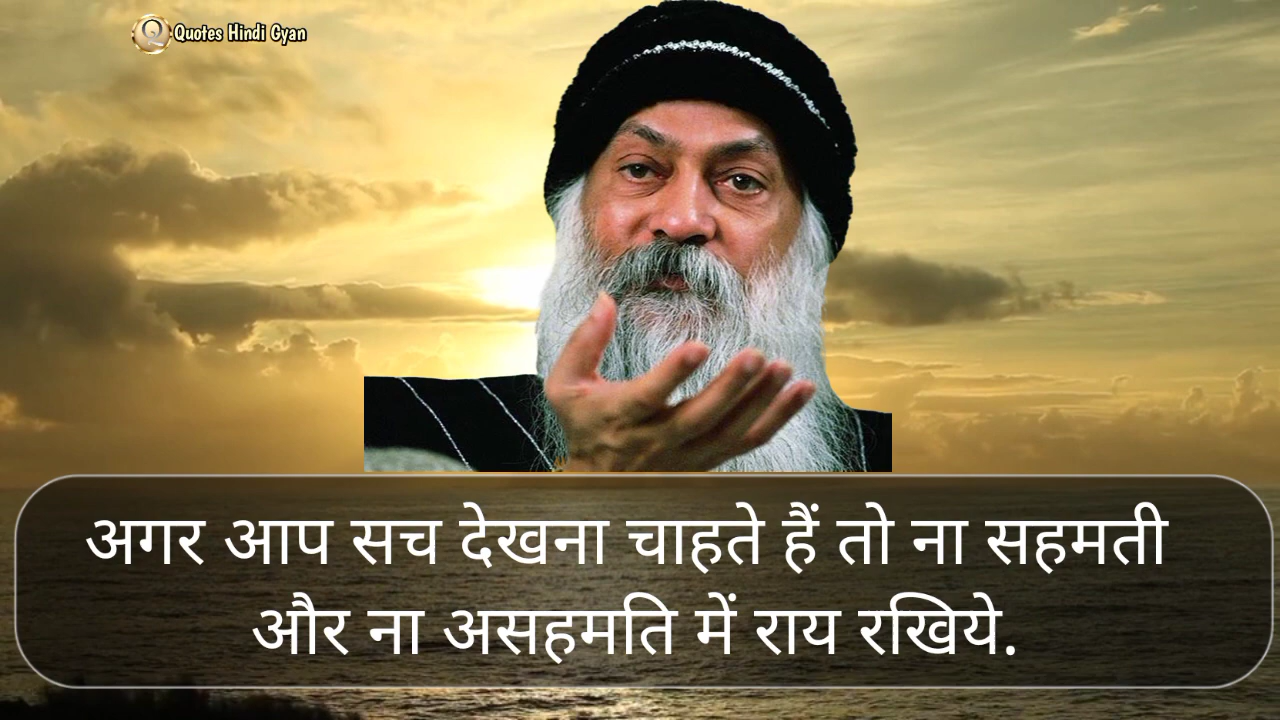 Quotes Hindi Gyan
अगर आप सच देखना चाहते हैं तो ना सहमती
और ना असहमति में राय रखिये.